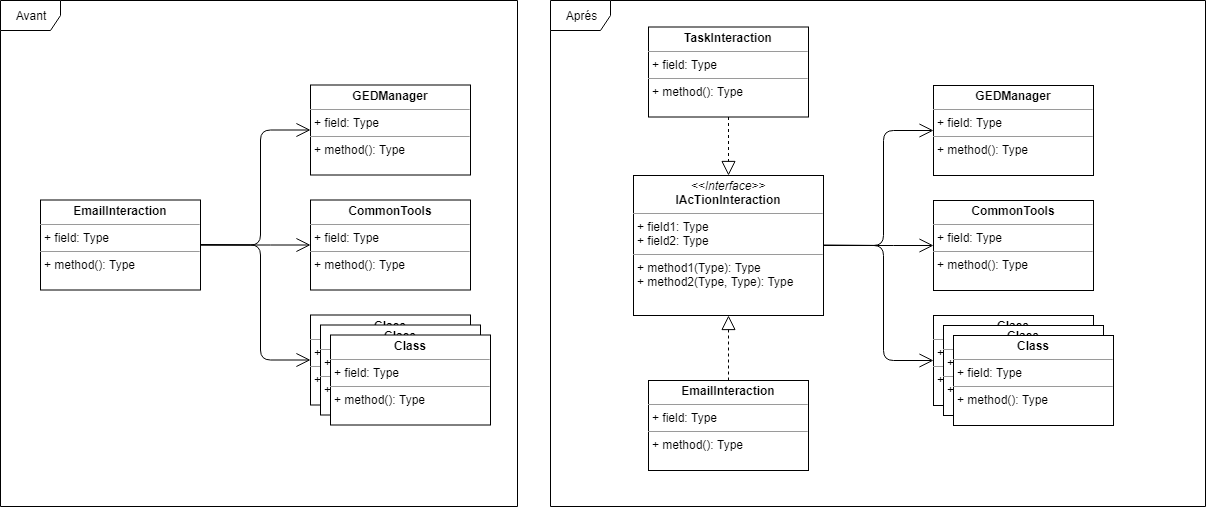 Avant
GEDManager
+ field: Type
+ method(): Type
EmailInteraction
+ field: Type
+ method(): Type
CommonTools
+ field: Type
+ method(): Type
Class
+
+
Class
+
+
Class
+ field: Type
+ method(): Type
Aprés
TaskInteraction
+ field: Type
+ method(): Type
<<Interface>>
IAcTionInteraction
+ field1: Type
+ field2: Type
+ method1(Type): Type
+ method2(Type, Type): Type
EmailInteraction
+ field: Type
+ method(): Type
GEDManager
+ field: Type
+ method(): Type
CommonTools
+ field: Type
+ method(): Type
Class
+
+
Class
+
+
Class
+ field: Type
+ method(): Type